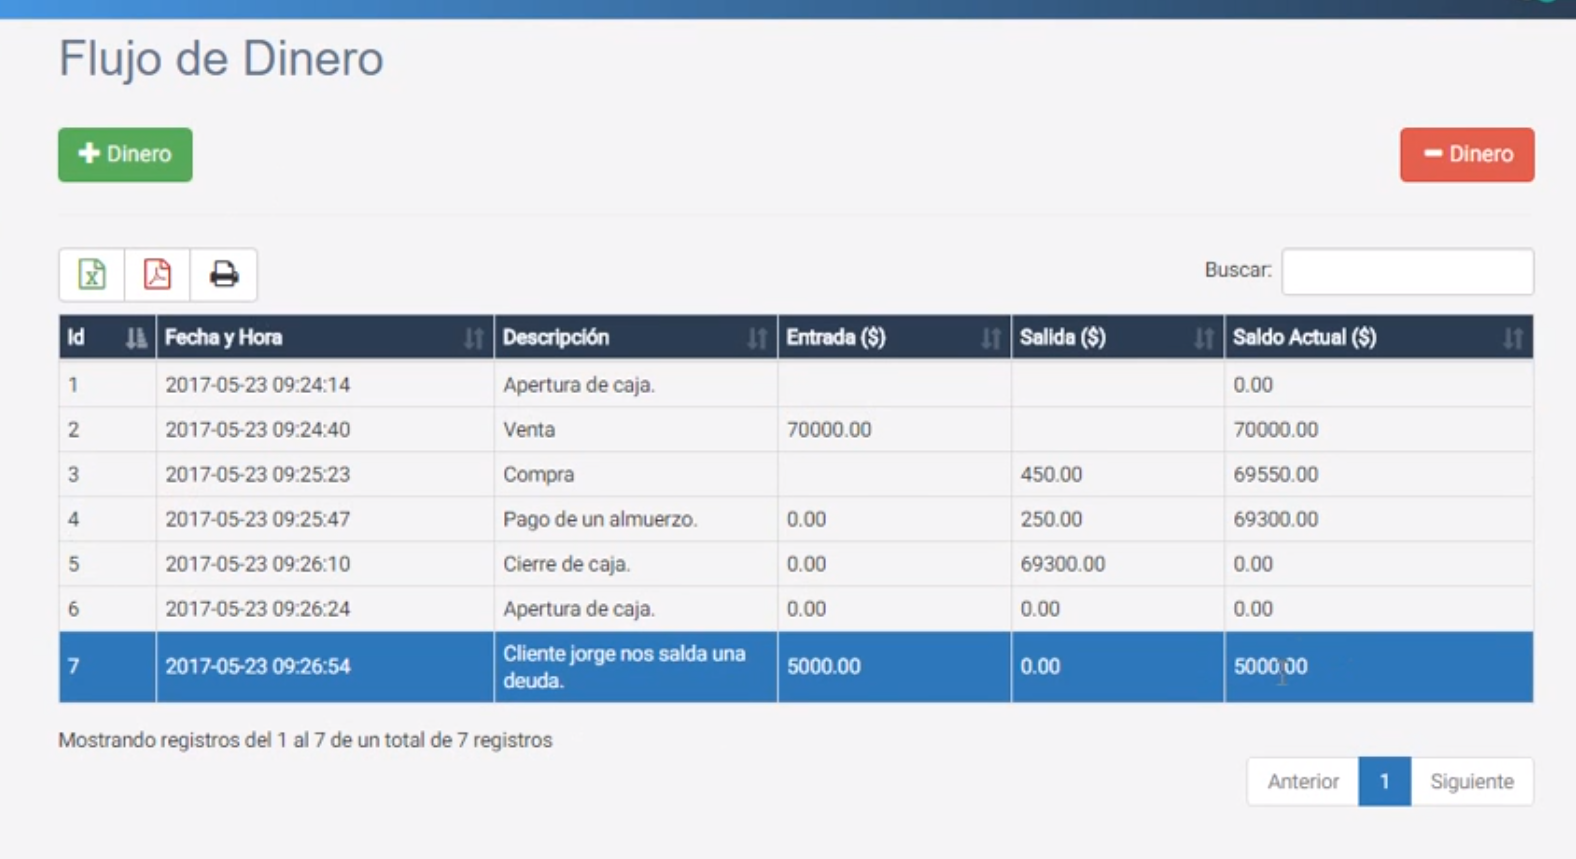 Flujo de Dinero
Dinero
Dinero
Buscar:
Id Fecha y Hora Descripción Entrada ($) Salida ($) Saldo Actual ($)
1 2017-05-23 09:24:14 Apertura de caja. 0.00
2 2017-05-23 09:24:40 Venta 70000.00 70000.00
3 2017-05-23 09:25:23 Compra 450.00 69550.00
4 2017-05-23 09:25:47 Pago de un almuerzo. 0.00 250.00 69300.00
5 2017-05-23 09:26:10 Cierre de caja. 0.00 69300.00 0.00
6 2017-05-23 09:26:24 Apertura de caja. 0.00 0.00 0.00
7 2017-05-23 09:26:54 Cliente jorge nos salda una 5000.00 0.00 5000.00
deuda.
Mostrando registros del 1 al 7 de un total de 7 registros
Anterior 1 Siguiente